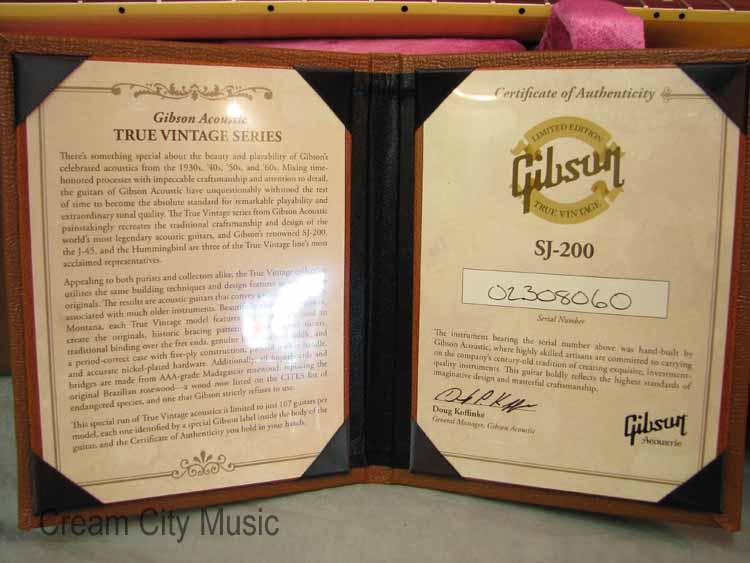 Gibson Acoustic
TRUE VINTAGE SERIES
There's something special about the beauty and playability of Gibson's
celebrated acoustics from the 1930s, '40s, '50s, and '60s. Mixing time-
honored processes with impeccable craftsmanship and attention to detail,
the guitars of Gibson Acoustic have unquestionably withstood the test
of time to become the absolute standard for remarkable playability and
extraordinary tonal quality. The True Vintage series from Gibson Acoustic
painstakingly recreates the traditional craftsmanship and design of the
world's most legendary acoustic guitars, and Gibson's renowned SJ-200,
the J-45, and the Hummingbird are three of the True Vintage line's most
acclaimed representatives.
Appealing to both purists and collectors alike, the True Vintage collection
utilizes the same building techniques and design features
originals. The results are acoustic guitars that convey
associated with much older instruments.
Montana, each True Vintage model features
create the originals, historic bracing
traditional binding over the fret ends, genuine
a period-correct case with five-ply construction, handle,
and accurate nickel-plated hardware. Additionally, all fingerboards and
bridges are made from AAA-grade Madagascar rosewood, replacing the
original Brazilian rosewood—a wood now listed on the CITES list of
endangered species, and one that Gibson strictly refuses to use.
This special run of True Vintage acoustics is limited to just 167 guitars per
model, each one identified by a special Gibson label inside the body of the
guitar, and the Certificate of Authenticity you hold in your hands.
Certificate of Authenticity
LIMITED EDITION
Gibson
TRUE VINTAGE
SJ-200
02308060
Serial Number
The instrument bearing the serial number above was hand-built by
Gibson Acoustic, where highly skilled artisans are committed to carrying
on the company's century-old tradition of creating exquisite, investment-
quality instruments. This guitar boldly reflects the highest standards of
imaginative design and masterful craftsmanship.
Doug Koffinke
General Manager, Gibson Acoustic
Gibson
Acoustic
Cream City Music